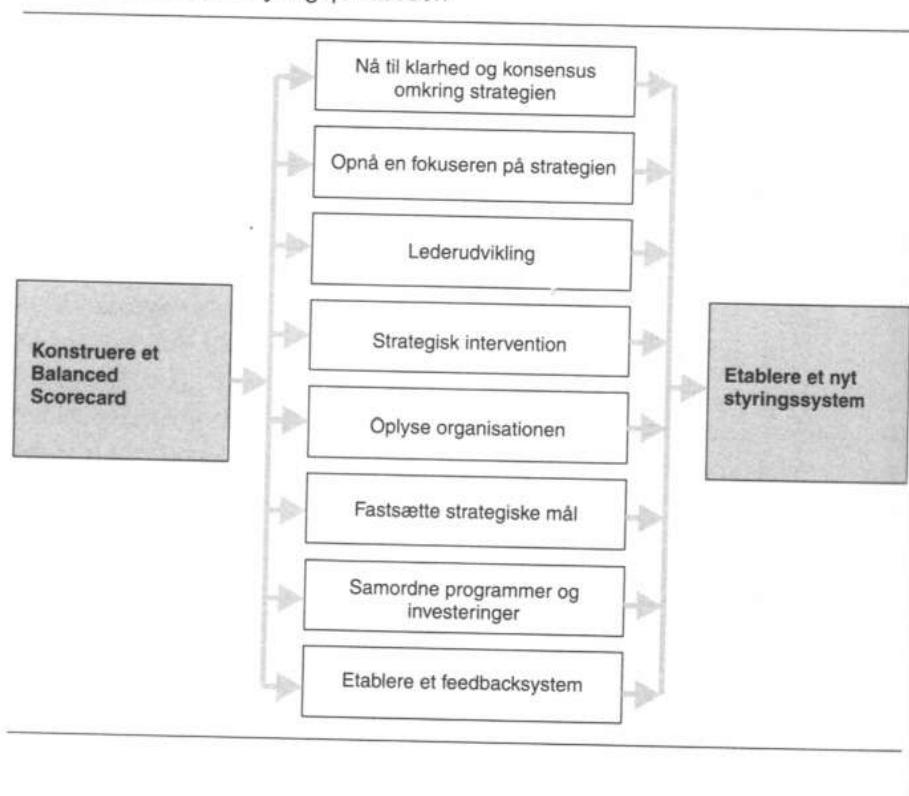 Nå til klarhed og konsensus
omkring strategien
Opnå en fokuseren på strategien
Lederudvikling
Konstruere et
Balanced
Scorecard
Strategisk intervention
Etablere et nyt
styringssystem
Oplyse organisationen
Fastsætte strategiske mål
Samordne programmer og
investeringer
Etablere et feedbacksystem